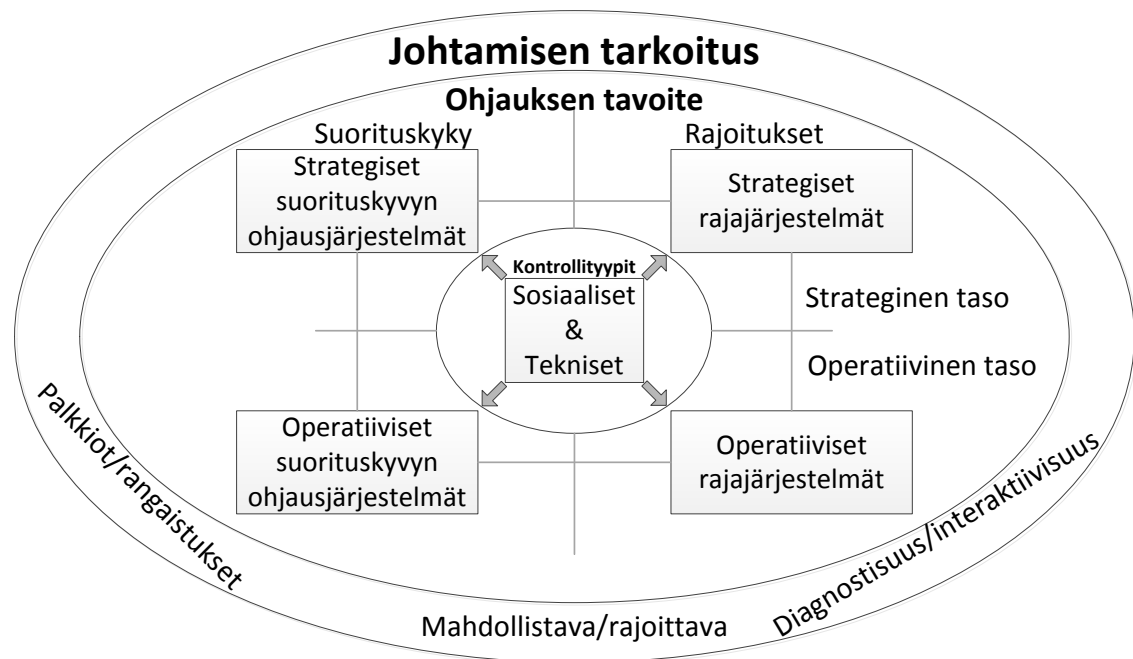 Johtamisen tarkoitus
Ohjauksen tavoite
Suorituskyky
Rajoitukset
Strategiset
suorituskyvyn
ohjausjärjestelmät
Strategiset
rajajärjestelmät
Kontrollityypit
Sosiaaliset
&
Tekniset
Strateginen taso
Operatiivinen taso
Operatiiviset
suorituskyvyn
ohjausjärjestelmät
Operatiiviset
rajajärjestelmät
Palkkiot/rangaistukset
Mahdollistava/rajoittava
Diagnostisuus/interaktiivisuus